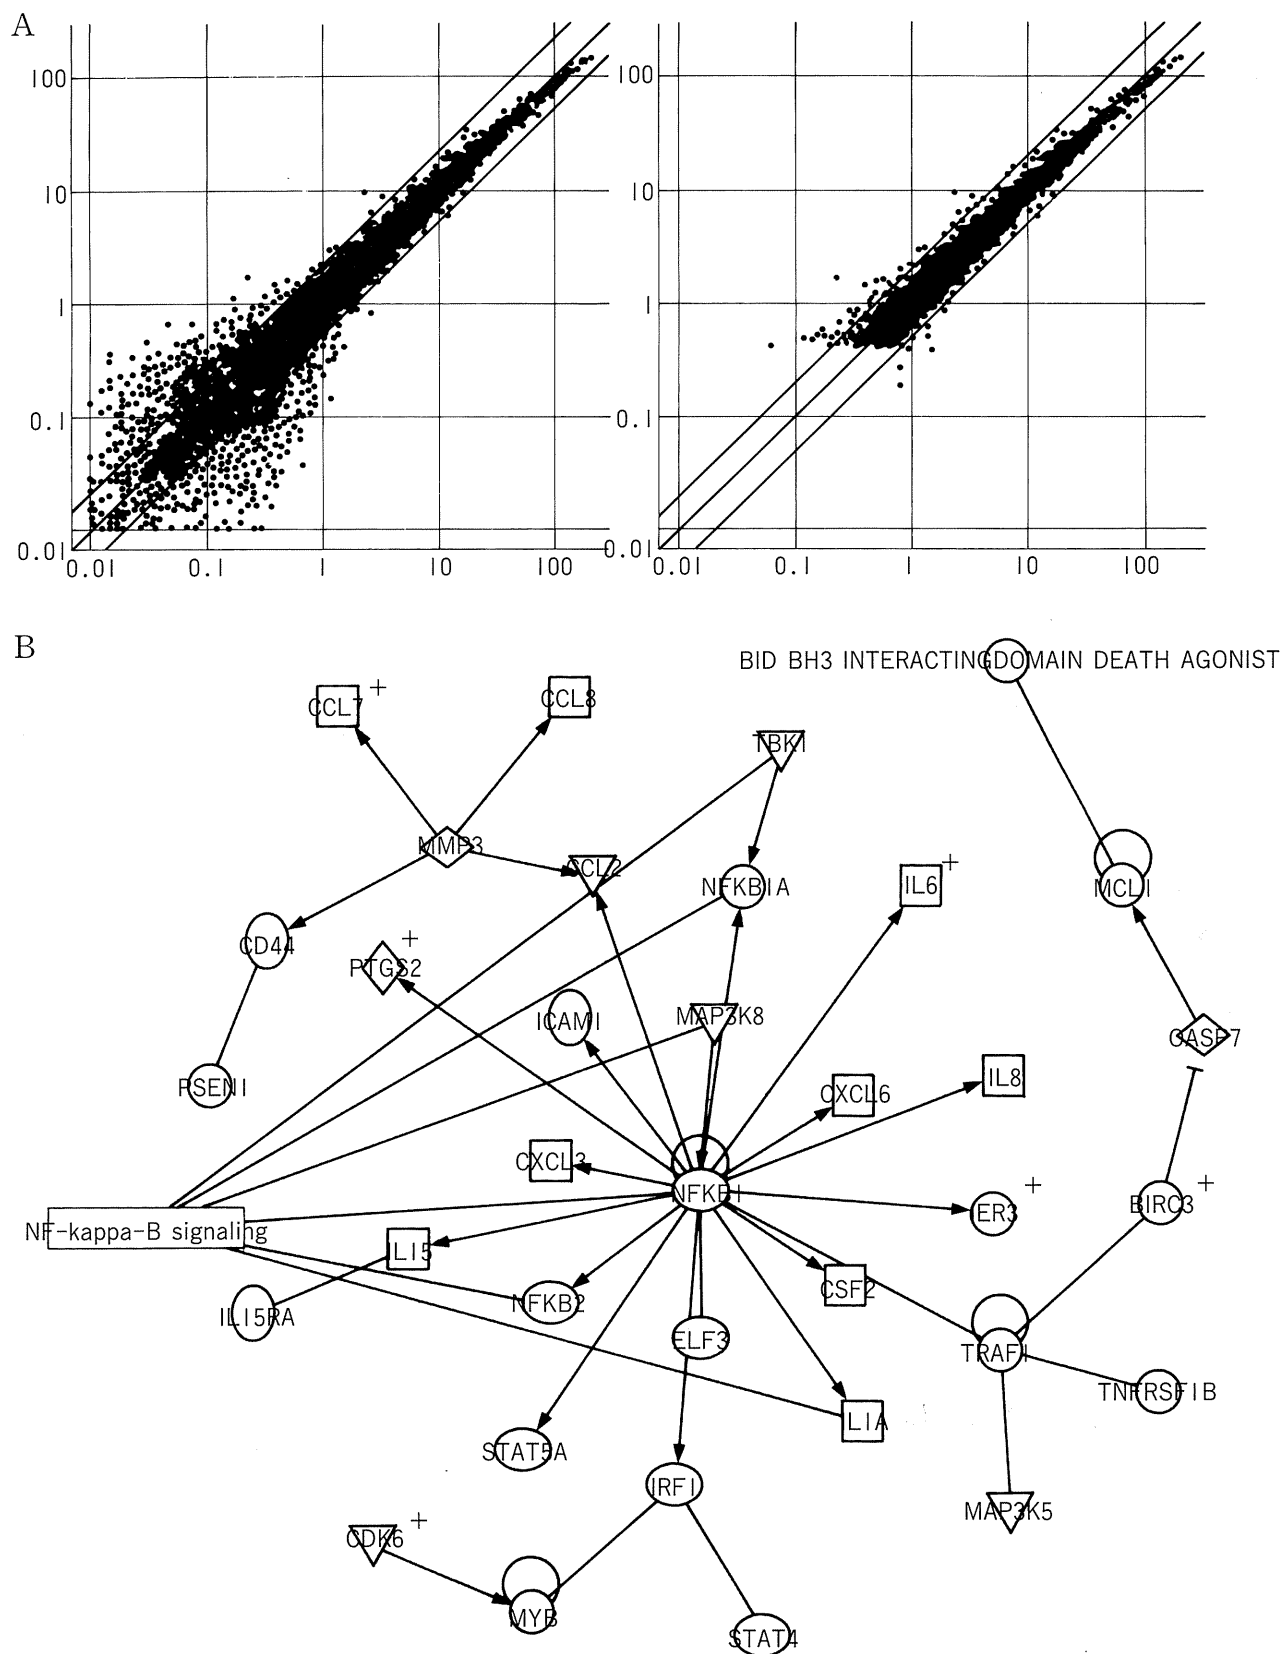 A
100
10
1
0.1
0.01
0.01 0.1 1 10 100
100
10
1
0.1
0.01
0.01 0.1 1 10 100
B
BID BH3 INTERACTINGDOMAIN DEATH AGONIST
CCL7 +
CCL8
TBK1
MMP3
CCL2
NFKBIA
IL6 +
MCL1
CD44
PTGS2 +
ICAM1
MAP3K8
CASP7
PSEN1
CXCL6
IL8
CXCL3
NFKB1
ER3 +
BIRC3 +
NF-kappa-B signaling
IL15
IL15RA
NFKB2
CSF2
ELF3
TRAF1
TNFRSF1B
L1A
STAT5A
IRF1
MAP3K5
CDK6 +
MYB
STAT4